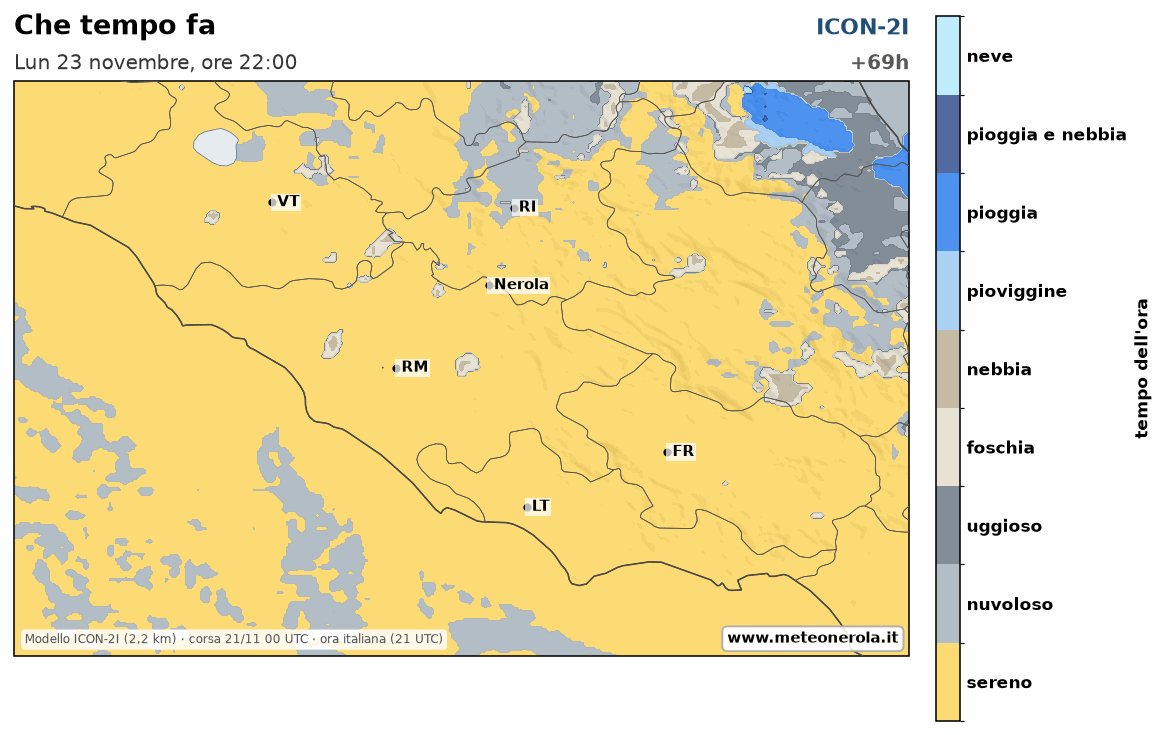 Che tempo fa
ICON-2I
Lun 23 novembre, ore 22:00
+69h
neve
pioggia e nebbia
pioggia
pioviggine
nebbia
foschia
uggioso
nuvoloso
sereno
tempo dell'ora
VT
RI
Nerola
RM
FR
LT
Modello ICON-2I (2,2 km) · corsa 21/11 00 UTC · ora italiana (21 UTC)
www.meteonerola.it